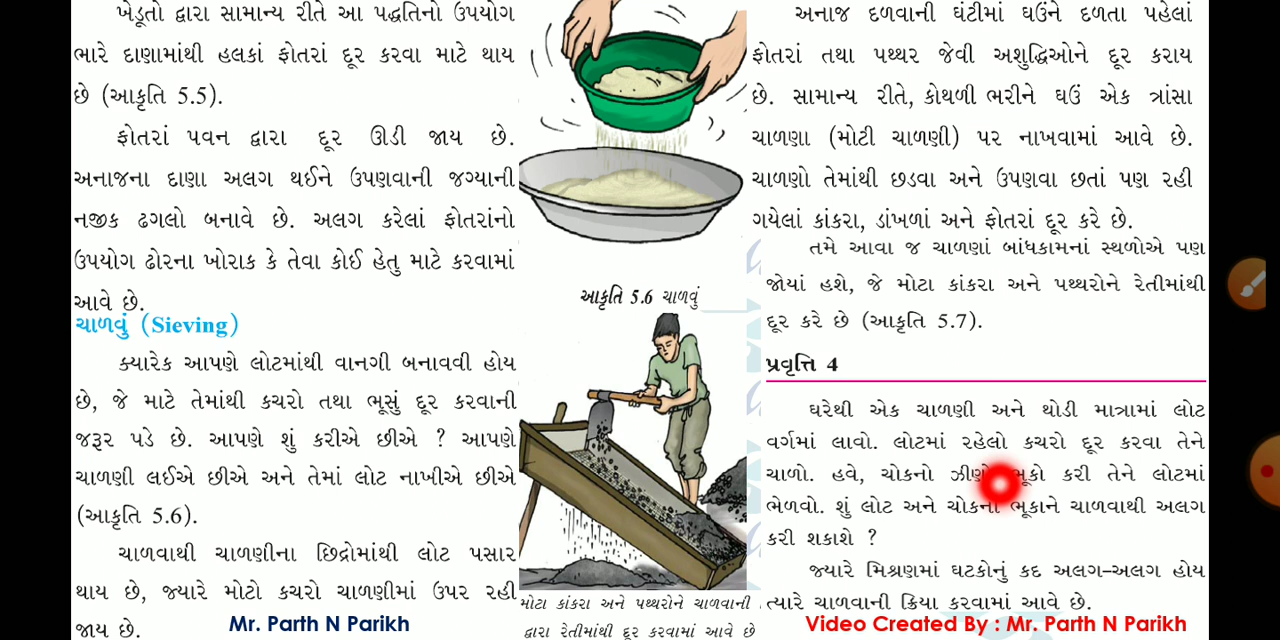 ખેડૂતો દ્વારા સામાન્ય રીતે આ પદ્ધતિનો ઉપયોગ
ભારે દાણામાંથી હલકાં ફોતરાં દૂર કરવા માટે થાય
છે (આકૃતિ 5.5).
ફોતરાં પવન દ્વારા દૂર ઊડી જાય છે.
અનાજના દાણા અલગ થઈને ઉપણવાની જગ્યાની
નજીક ઢગલો બનાવે છે. અલગ કરેલાં ફોતરાંનો
ઉપયોગ ઢોરના ખોરાક કે તેવા કોઈ હેતુ માટે કરવામાં
આવે છે.
ચાળવું (Sieving)
ક્યારેક આપણે લોટમાંથી વાનગી બનાવવી હોય
છે, જે માટે તેમાંથી કચરો તથા ભૂસું દૂર કરવાની
જરૂર પડે છે. આપણે શું કરીએ છીએ ? આપણે
ચાળણી લઈએ છીએ અને તેમાં લોટ નાખીએ છીએ
(આકૃતિ 5.6).
ચાળવાથી ચાળણીના છિદ્રોમાંથી લોટ પસાર
થાય છે, જ્યારે મોટો કચરો ચાળણીમાં ઉપર રહી
જાય છે.
આકૃતિ 5.6 ચાળવું
મોટા કાંકરા અને પથ્થરોને ચાળવાની
દ્વારા રેતીમાંથી દૂર કરવામાં આવે છે
અનાજ દળવાની ઘંટીમાં ઘઉંને દળતા પહેલાં
ફોતરાં તથા પથ્થર જેવી અશુદ્ધિઓને દૂર કરાય
છે. સામાન્ય રીતે, કોથળી ભરીને ઘઉં એક ત્રાંસા
ચાળણા (મોટી ચાળણી) પર નાખવામાં આવે છે.
ચાળણો તેમાંથી છડવા અને ઉપણવા છતાં પણ રહી
ગયેલાં કાંકરા, ડાંખળાં અને ફોતરાં દૂર કરે છે.
તમે આવા જ ચાળણાં બાંધકામનાં સ્થળોએ પણ
જોયાં હશે, જે મોટા કાંકરા અને પથ્થરોને રેતીમાંથી
દૂર કરે છે (આકૃતિ 5.7).
પ્રવૃત્તિ 4
ઘરેથી એક ચાળણી અને થોડી માત્રામાં લોટ
વર્ગમાં લાવો. લોટમાં રહેલો કચરો દૂર કરવા તેને
ચાળો. હવે, ચોકનો ઝીણો ભૂકો કરી તેને લોટમાં
ભેળવો. શું લોટ અને ચોકના ભૂકાને ચાળવાથી અલગ
કરી શકાશે ?
જ્યારે મિશ્રણમાં ઘટકોનું કદ અલગ-અલગ હોય
ત્યારે ચાળવાની ક્રિયા કરવામાં આવે છે.
Mr. Parth N Parikh
Video Created By : Mr. Parth N Parikh